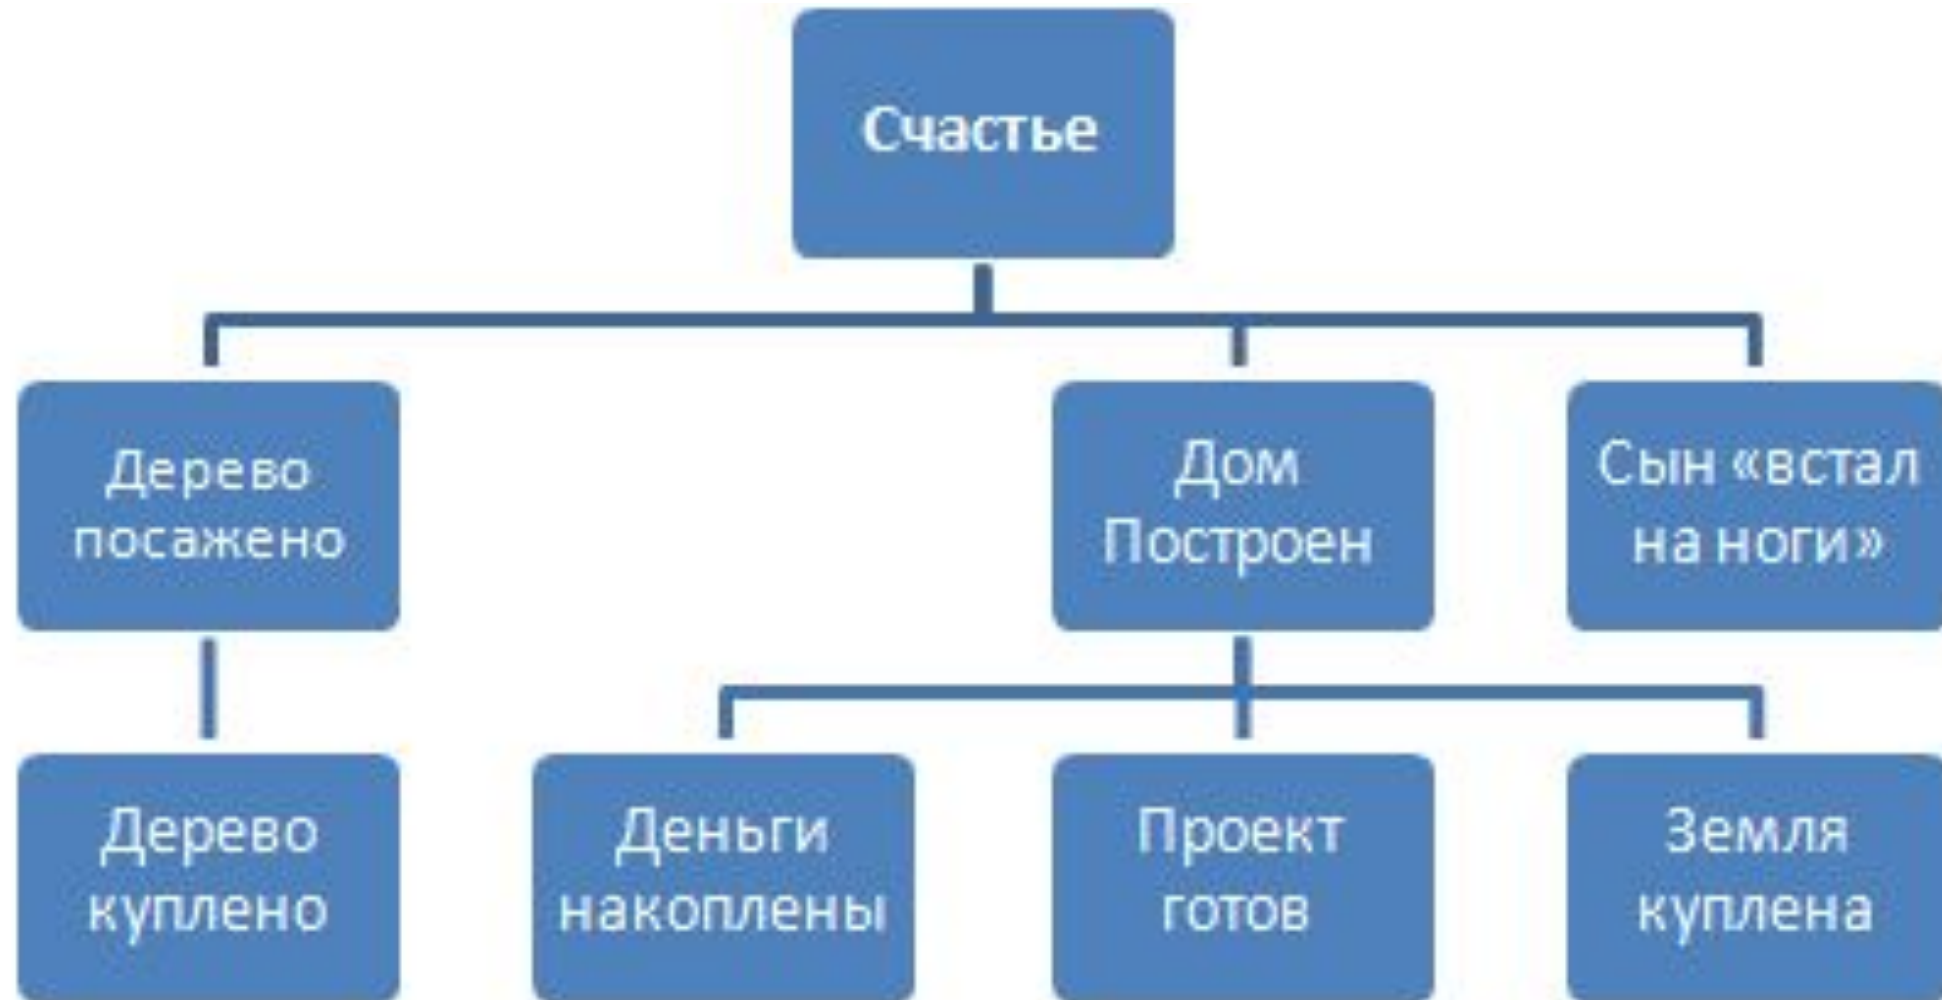 Счастье
Дерево
посажено
Дом
Построен
Сын «встал
на ноги»
Дерево
куплено
Деньги
накоплены
Проект
готов
Земля
куплена